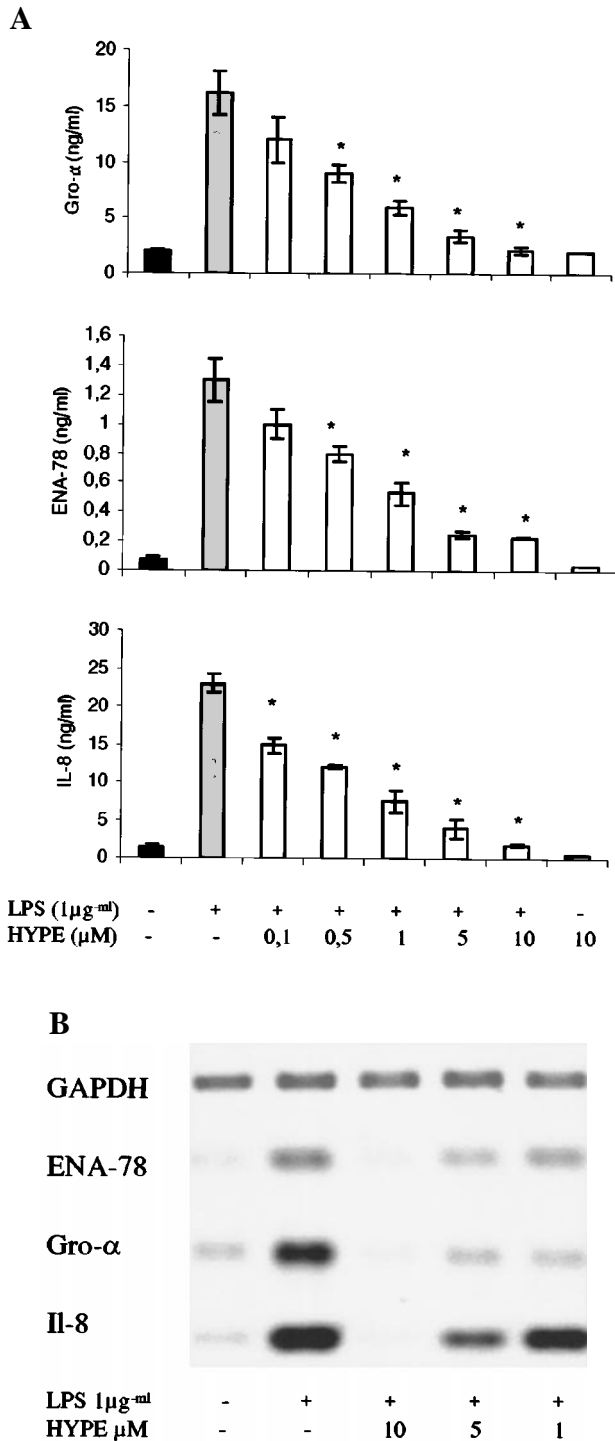 A
Gro-α (ng/ml)
20
15
10
5
0
* * * *
ENA-78 (ng/ml)
1,6
1,4
1,2
1
0,8
0,6
0,4
0,2
0
* * * *
IL-8 (ng/ml)
30
25
20
15
10
5
0
* * * * *
LPS (1µg-ml) - + + + + + + -
HYPE (µM) - - 0,1 0,5 1 5 10 10
B
GAPDH
ENA-78
Gro-α
Il-8
LPS 1µg-ml - + + + +
HYPE µM - - 10 5 1